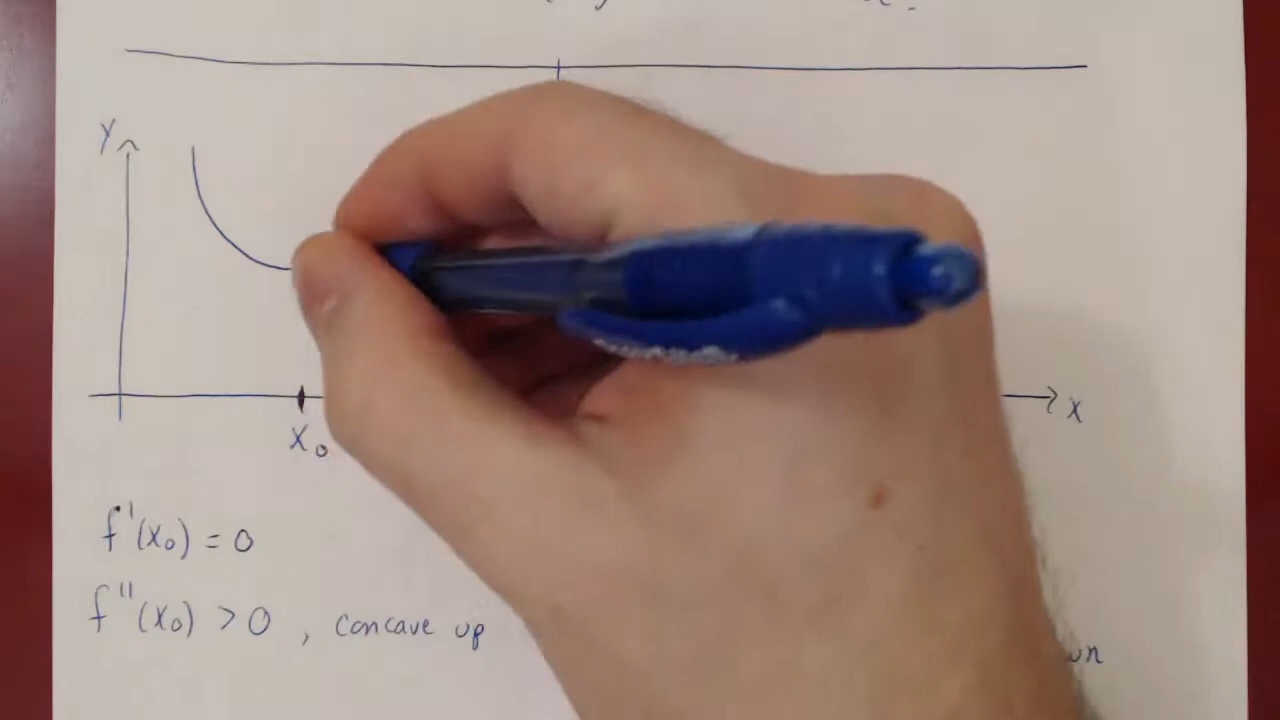 Y
x
x₀
f'(x₀) = 0
f''(x₀) > 0 , concave up